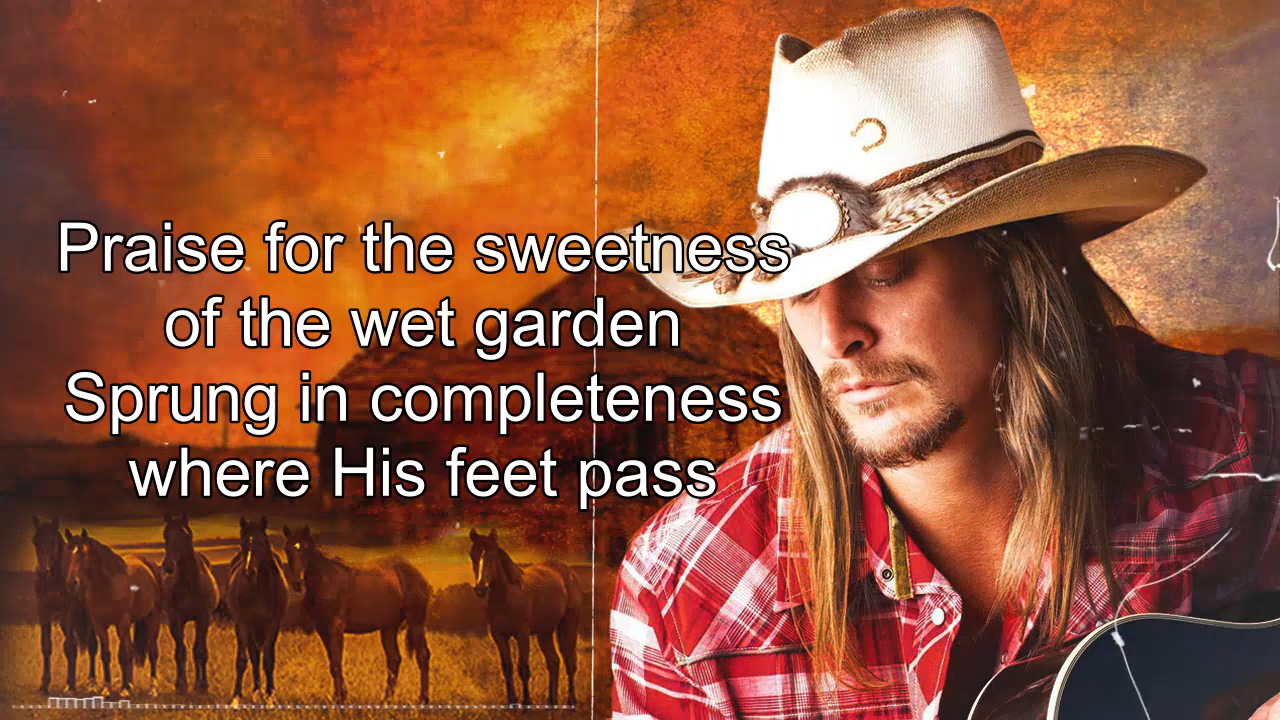 Praise for the sweetness
of the wet garden
Sprung in completeness
where His feet pass